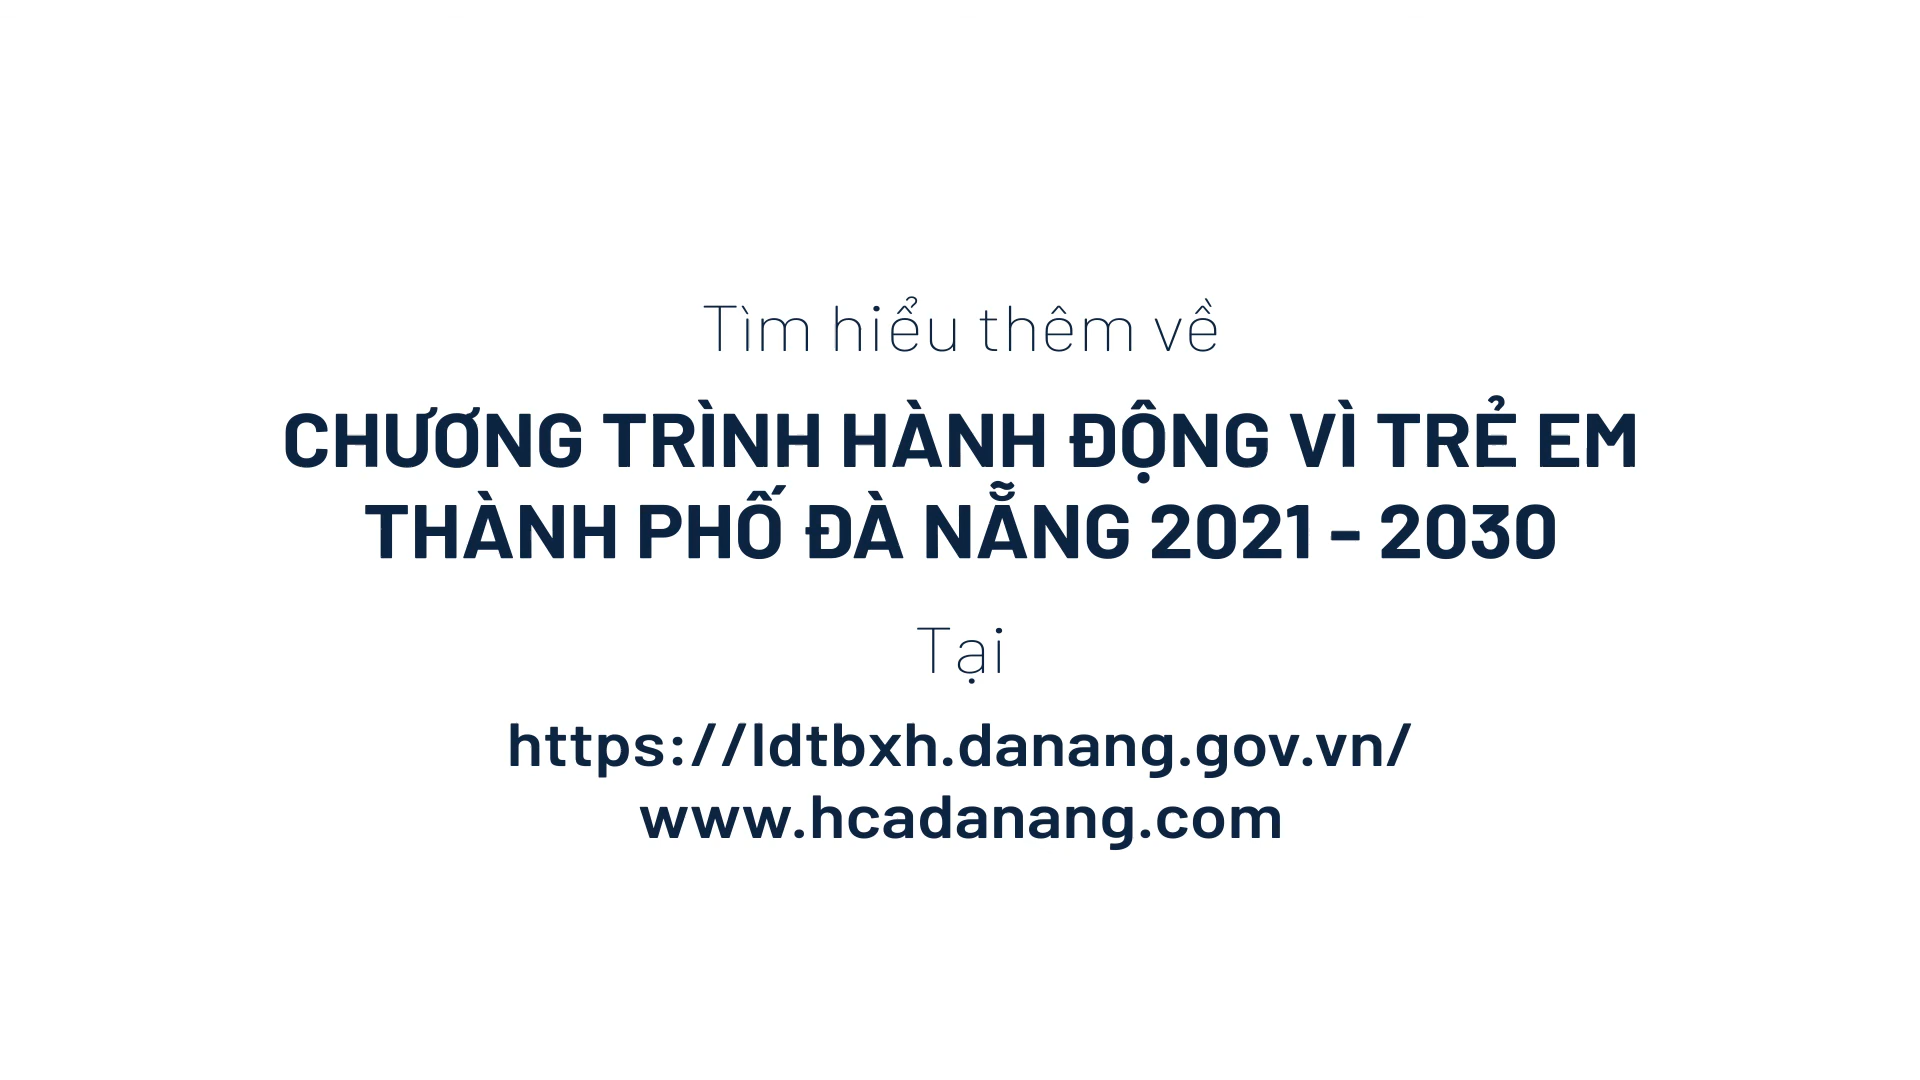 Tìm hiểu thêm về
CHƯƠNG TRÌNH HÀNH ĐỘNG VÌ TRẺ EM
THÀNH PHỐ ĐÀ NẴNG 2021 - 2030
Tại
https://ldtbxh.danang.gov.vn/
www.hcadanang.com